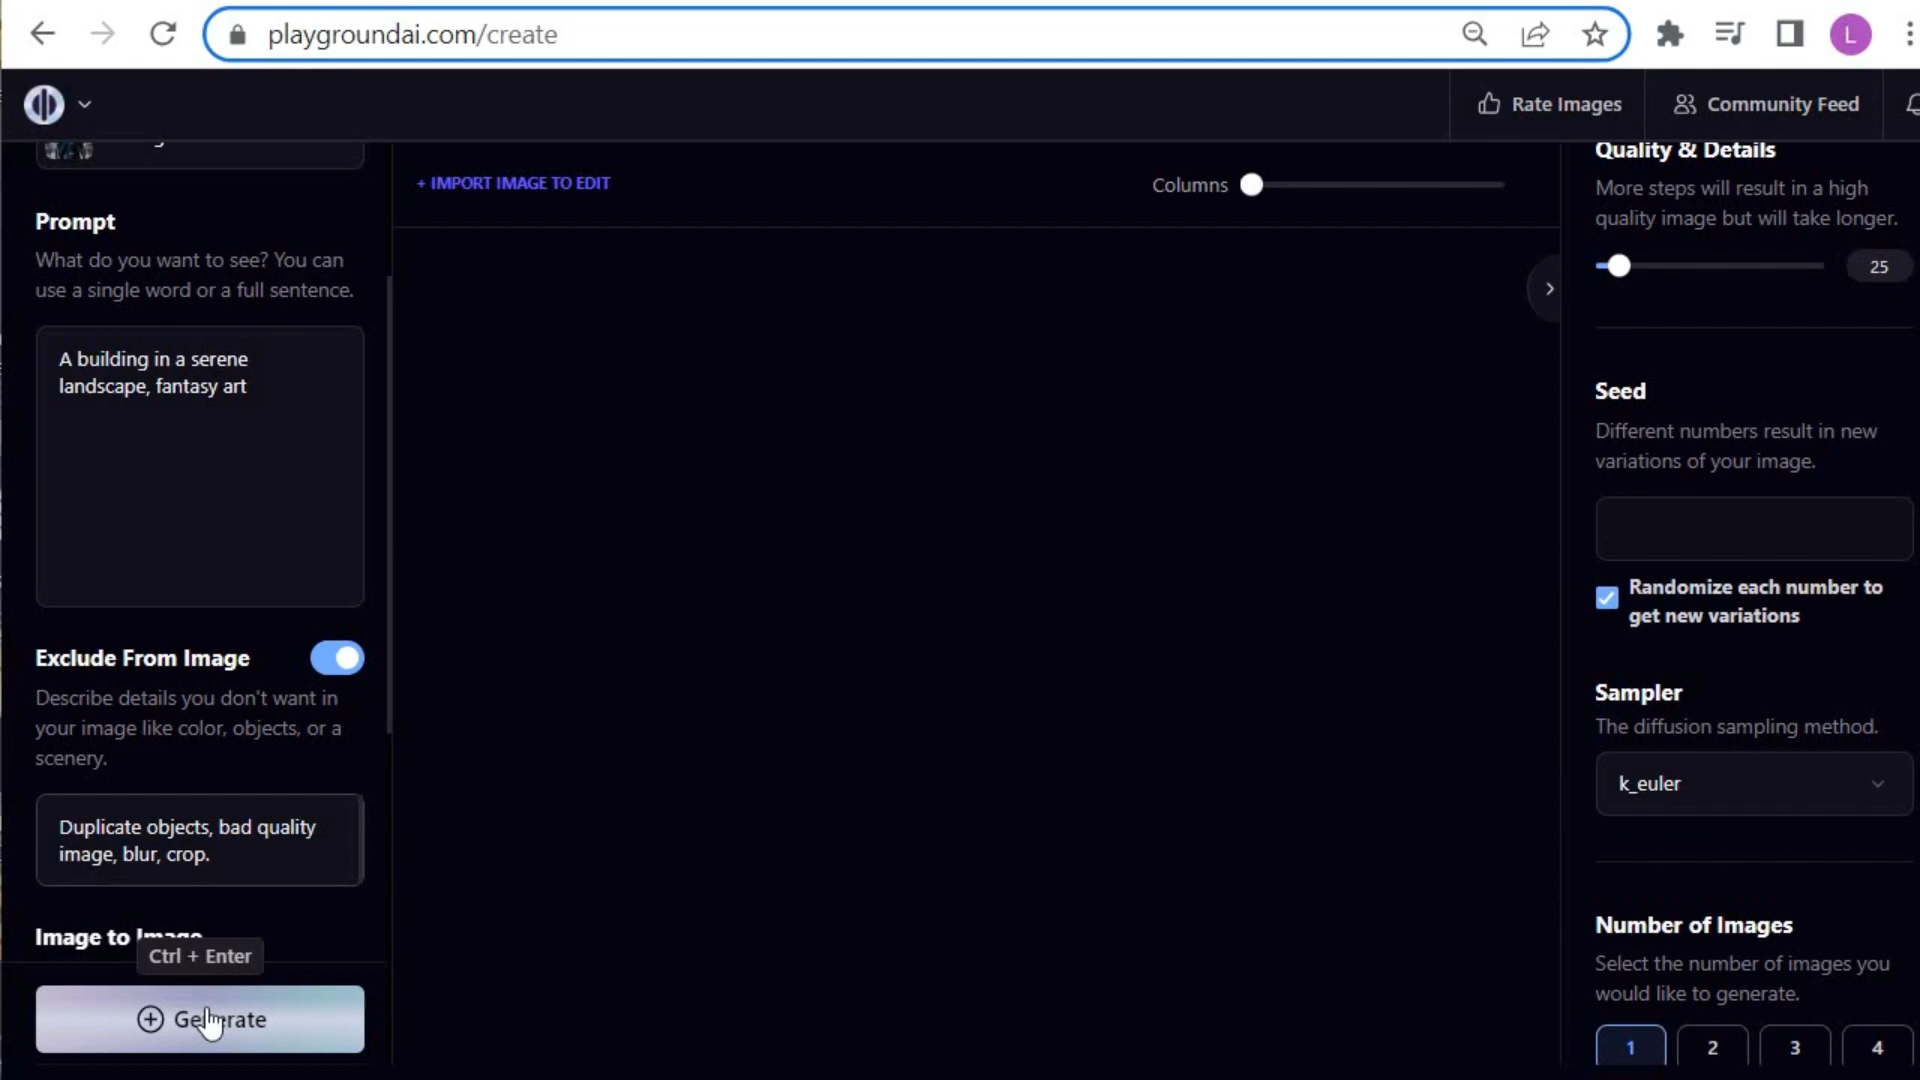 playgroundai.com/create
L
Rate Images
Community Feed
+ IMPORT IMAGE TO EDIT
Columns
Prompt
What do you want to see? You can
use a single word or a full sentence.
A building in a serene
landscape, fantasy art
Exclude From Image
Describe details you don't want in
your image like color, objects, or a
scenery.
Duplicate objects, bad quality
image, blur, crop.
Image to Image
Ctrl + Enter
Generate
Quality & Details
More steps will result in a high
quality image but will take longer.
25
Seed
Different numbers result in new
variations of your image.
Randomize each number to
get new variations
Sampler
The diffusion sampling method.
k_euler
Number of Images
Select the number of images you
would like to generate.
1 2 3 4